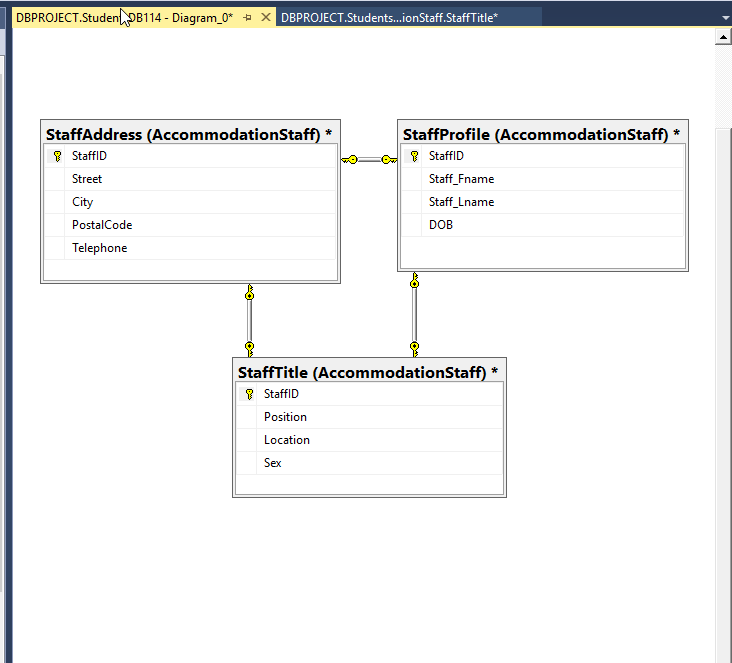 DBPROJECT.Studen DB114 - Diagram_0*
DBPROJECT.Students...ionStaff.StaffTitle*
StaffAddress (AccommodationStaff) *
StaffID
Street
City
PostalCode
Telephone
StaffProfile (AccommodationStaff) *
StaffID
Staff_Fname
Staff_Lname
DOB
StaffTitle (AccommodationStaff) *
StaffID
Position
Location
Sex